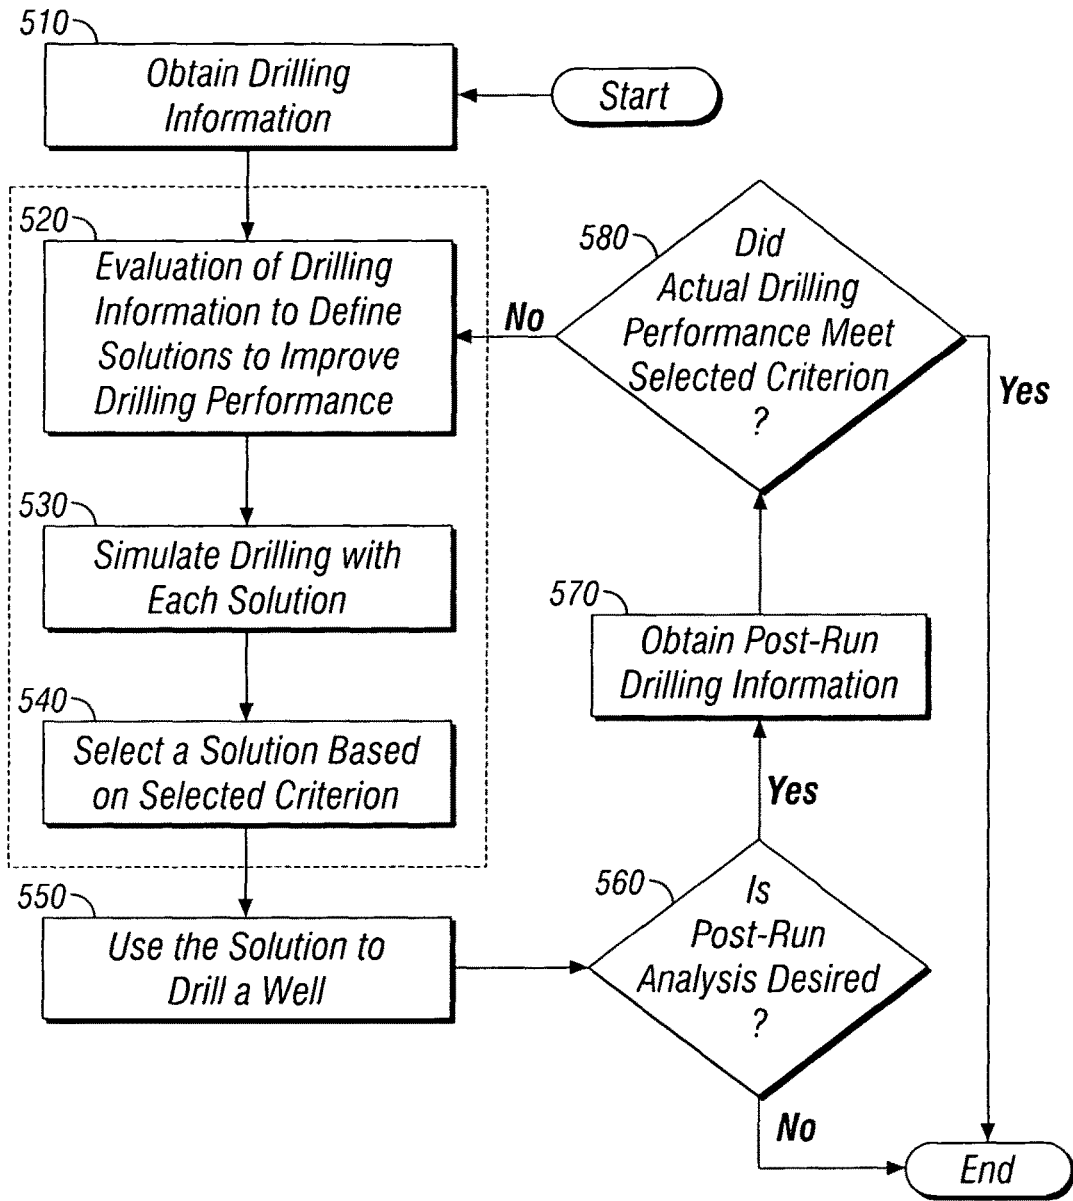 510
Obtain Drilling
Information
Start
520
Evaluation of Drilling
Information to Define
Solutions to Improve
Drilling Performance
No
580
Did
Actual Drilling
Performance Meet
Selected Criterion
?
Yes
530
Simulate Drilling with
Each Solution
570
Obtain Post-Run
Drilling Information
540
Select a Solution Based
on Selected Criterion
Yes
550
Use the Solution to
Drill a Well
560
Is
Post-Run
Analysis Desired
?
No
End